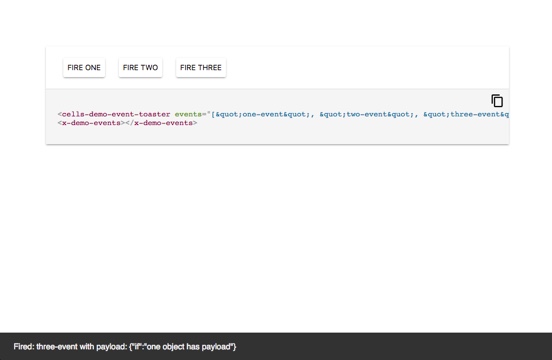 FIRE ONE
FIRE TWO
FIRE THREE
<cells-demo-event-toaster events="[&quot;one-event&quot;, &quot;two-event&quot;, &quot;three-event&q
<x-demo-events></x-demo-events>
Fired: three-event with payload: {"if":"one object has payload"}